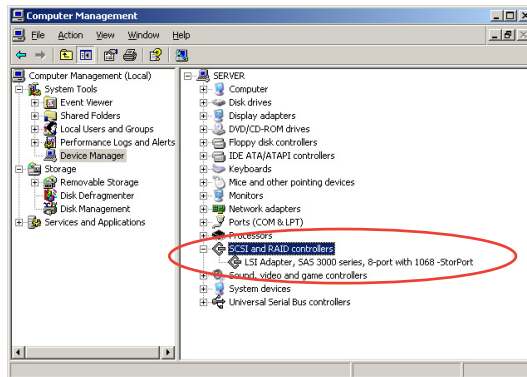 Computer Management
File Action View Window Help
Computer Management (Local)
System Tools
Event Viewer
Shared Folders
Local Users and Groups
Performance Logs and Alerts
Device Manager
Storage
Removable Storage
Disk Defragmenter
Disk Management
Services and Applications
SERVER
Computer
Disk drives
Display adapters
DVD/CD-ROM drives
Floppy disk controllers
IDE ATA/ATAPI controllers
Keyboards
Mice and other pointing devices
Monitors
Network adapters
Ports (COM & LPT)
Processors
SCSI and RAID controllers
LSI Adapter, SAS 3000 series, 8-port with 1068 -StorPort
Sound, video and game controllers
System devices
Universal Serial Bus controllers